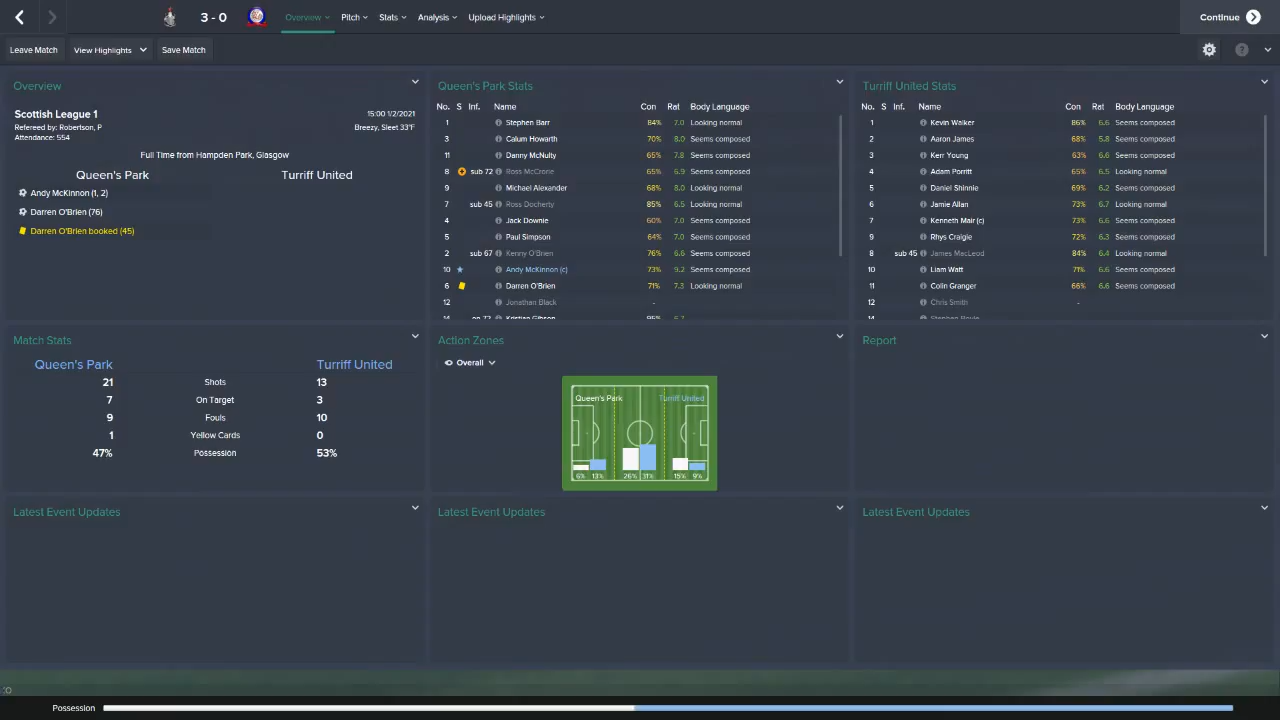 3 - 0
Overview
Pitch
Stats
Analysis
Upload Highlights
Continue
Leave Match
View Highlights
Save Match
?
Overview
Scottish League 1
15:00 1/2/2021
Refereed by: Robertson, P
Breezy, Sleet 33°F
Attendance: 554
Full Time from Hampden Park, Glasgow
Queen's Park Turriff United
Andy McKinnon (1, 2)
Darren O'Brien (76)
Darren O'Brien booked (45)
Queen's Park Stats
No. S Inf. Name Con Rat Body Language
1 Stephen Barr 84% 7.0 Looking normal
3 Calum Howarth 70% 8.0 Seems composed
11 Danny McNulty 65% 7.8 Seems composed
8 sub 72 Ross McCrone 65% 6.9 Seems composed
9 Michael Alexander 68% 8.0 Looking normal
7 sub 45 Ross Docherty 85% 6.5 Looking normal
4 Jack Downie 60% 7.0 Seems composed
5 Paul Simpson 64% 7.0 Seems composed
2 sub 67 Kenny O'Brien 76% 6.6 Seems composed
10 Andy McKinnon (c) 73% 9.2 Seems composed
6 Darren O'Brien 71% 7.3 Looking normal
12 Jonathan Black -
14 on 72 Kristian Gibson 95% 6.7
Turriff United Stats
No. S Inf. Name Con Rat Body Language
1 Kevin Walker 86% 6.6 Seems composed
2 Aaron James 68% 5.8 Seems composed
3 Kerr Young 63% 6.6 Seems composed
4 Adam Porritt 65% 6.5 Looking normal
5 Daniel Shinnie 69% 6.2 Seems composed
6 Jamie Allan 73% 6.7 Looking normal
7 Kenneth Mair (c) 73% 6.6 Seems composed
9 Rhys Craigie 72% 6.3 Seems composed
8 sub 45 James MacLeod 84% 6.4 Looking normal
10 Liam Watt 71% 6.6 Seems composed
11 Colin Granger 66% 6.6 Seems composed
12 Chris Smith -
14
Match Stats
Queen's Park Turriff United
21 Shots 13
7 On Target 3
9 Fouls 10
1 Yellow Cards 0
47% Possession 53%
Action Zones
Overall
Queen's Park Turriff United
6% 13% 26% 31% 15% 9%
Report
Latest Event Updates
Latest Event Updates
Latest Event Updates
Possession